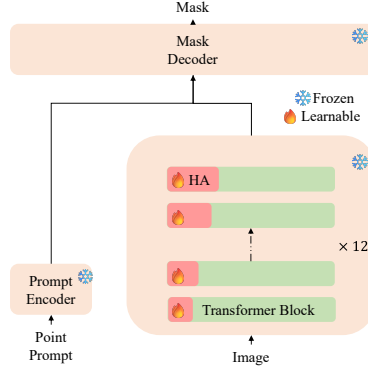 Mask
Mask
Decoder
Frozen
Learnable
HA
× 12
Prompt
Encoder
Transformer Block
Point
Prompt
Image